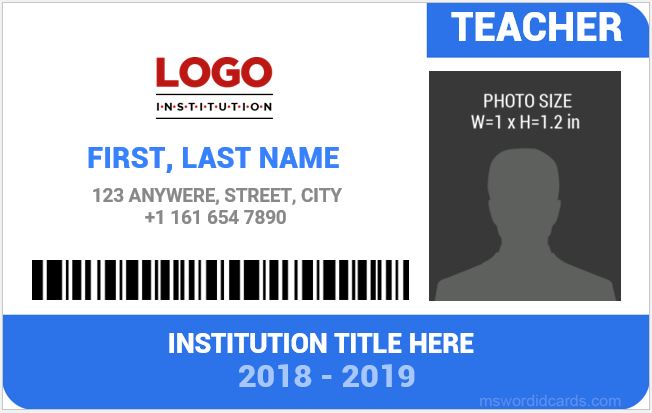 TEACHER
LOGO
I•N•S•T•I•T•U•T•I•O•N
PHOTO SIZE
W=1 x H=1.2 in
FIRST, LAST NAME
123 ANYWERE, STREET, CITY
+1 161 654 7890
INSTITUTION TITLE HERE
2018 - 2019
mswordidcards.com